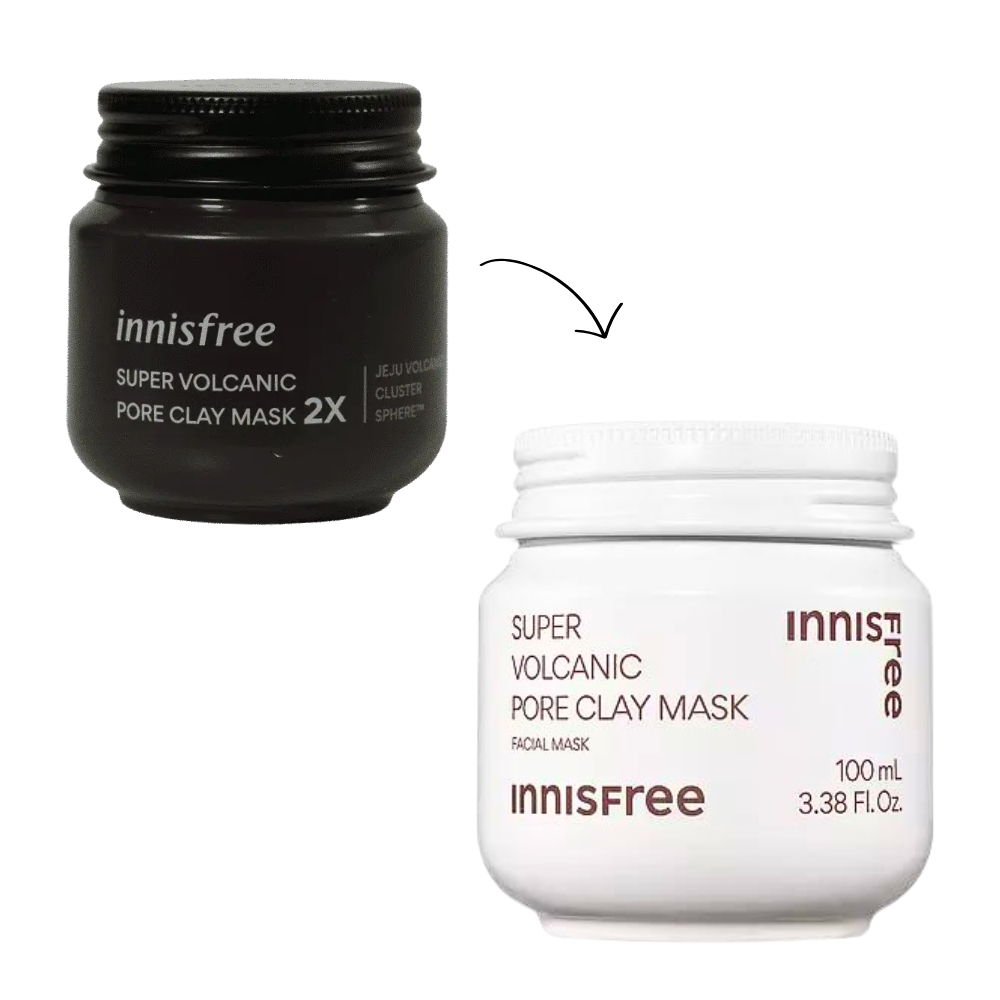 innisfree
SUPER VOLCANIC
PORE CLAY MASK 2X
JEJU
CLUSTER
SPHERE™
SUPER
VOLCANIC
PORE CLAY MASK
FACIAL MASK
INNISFree
INNISFree
100 mL
3.38 Fl.Oz.